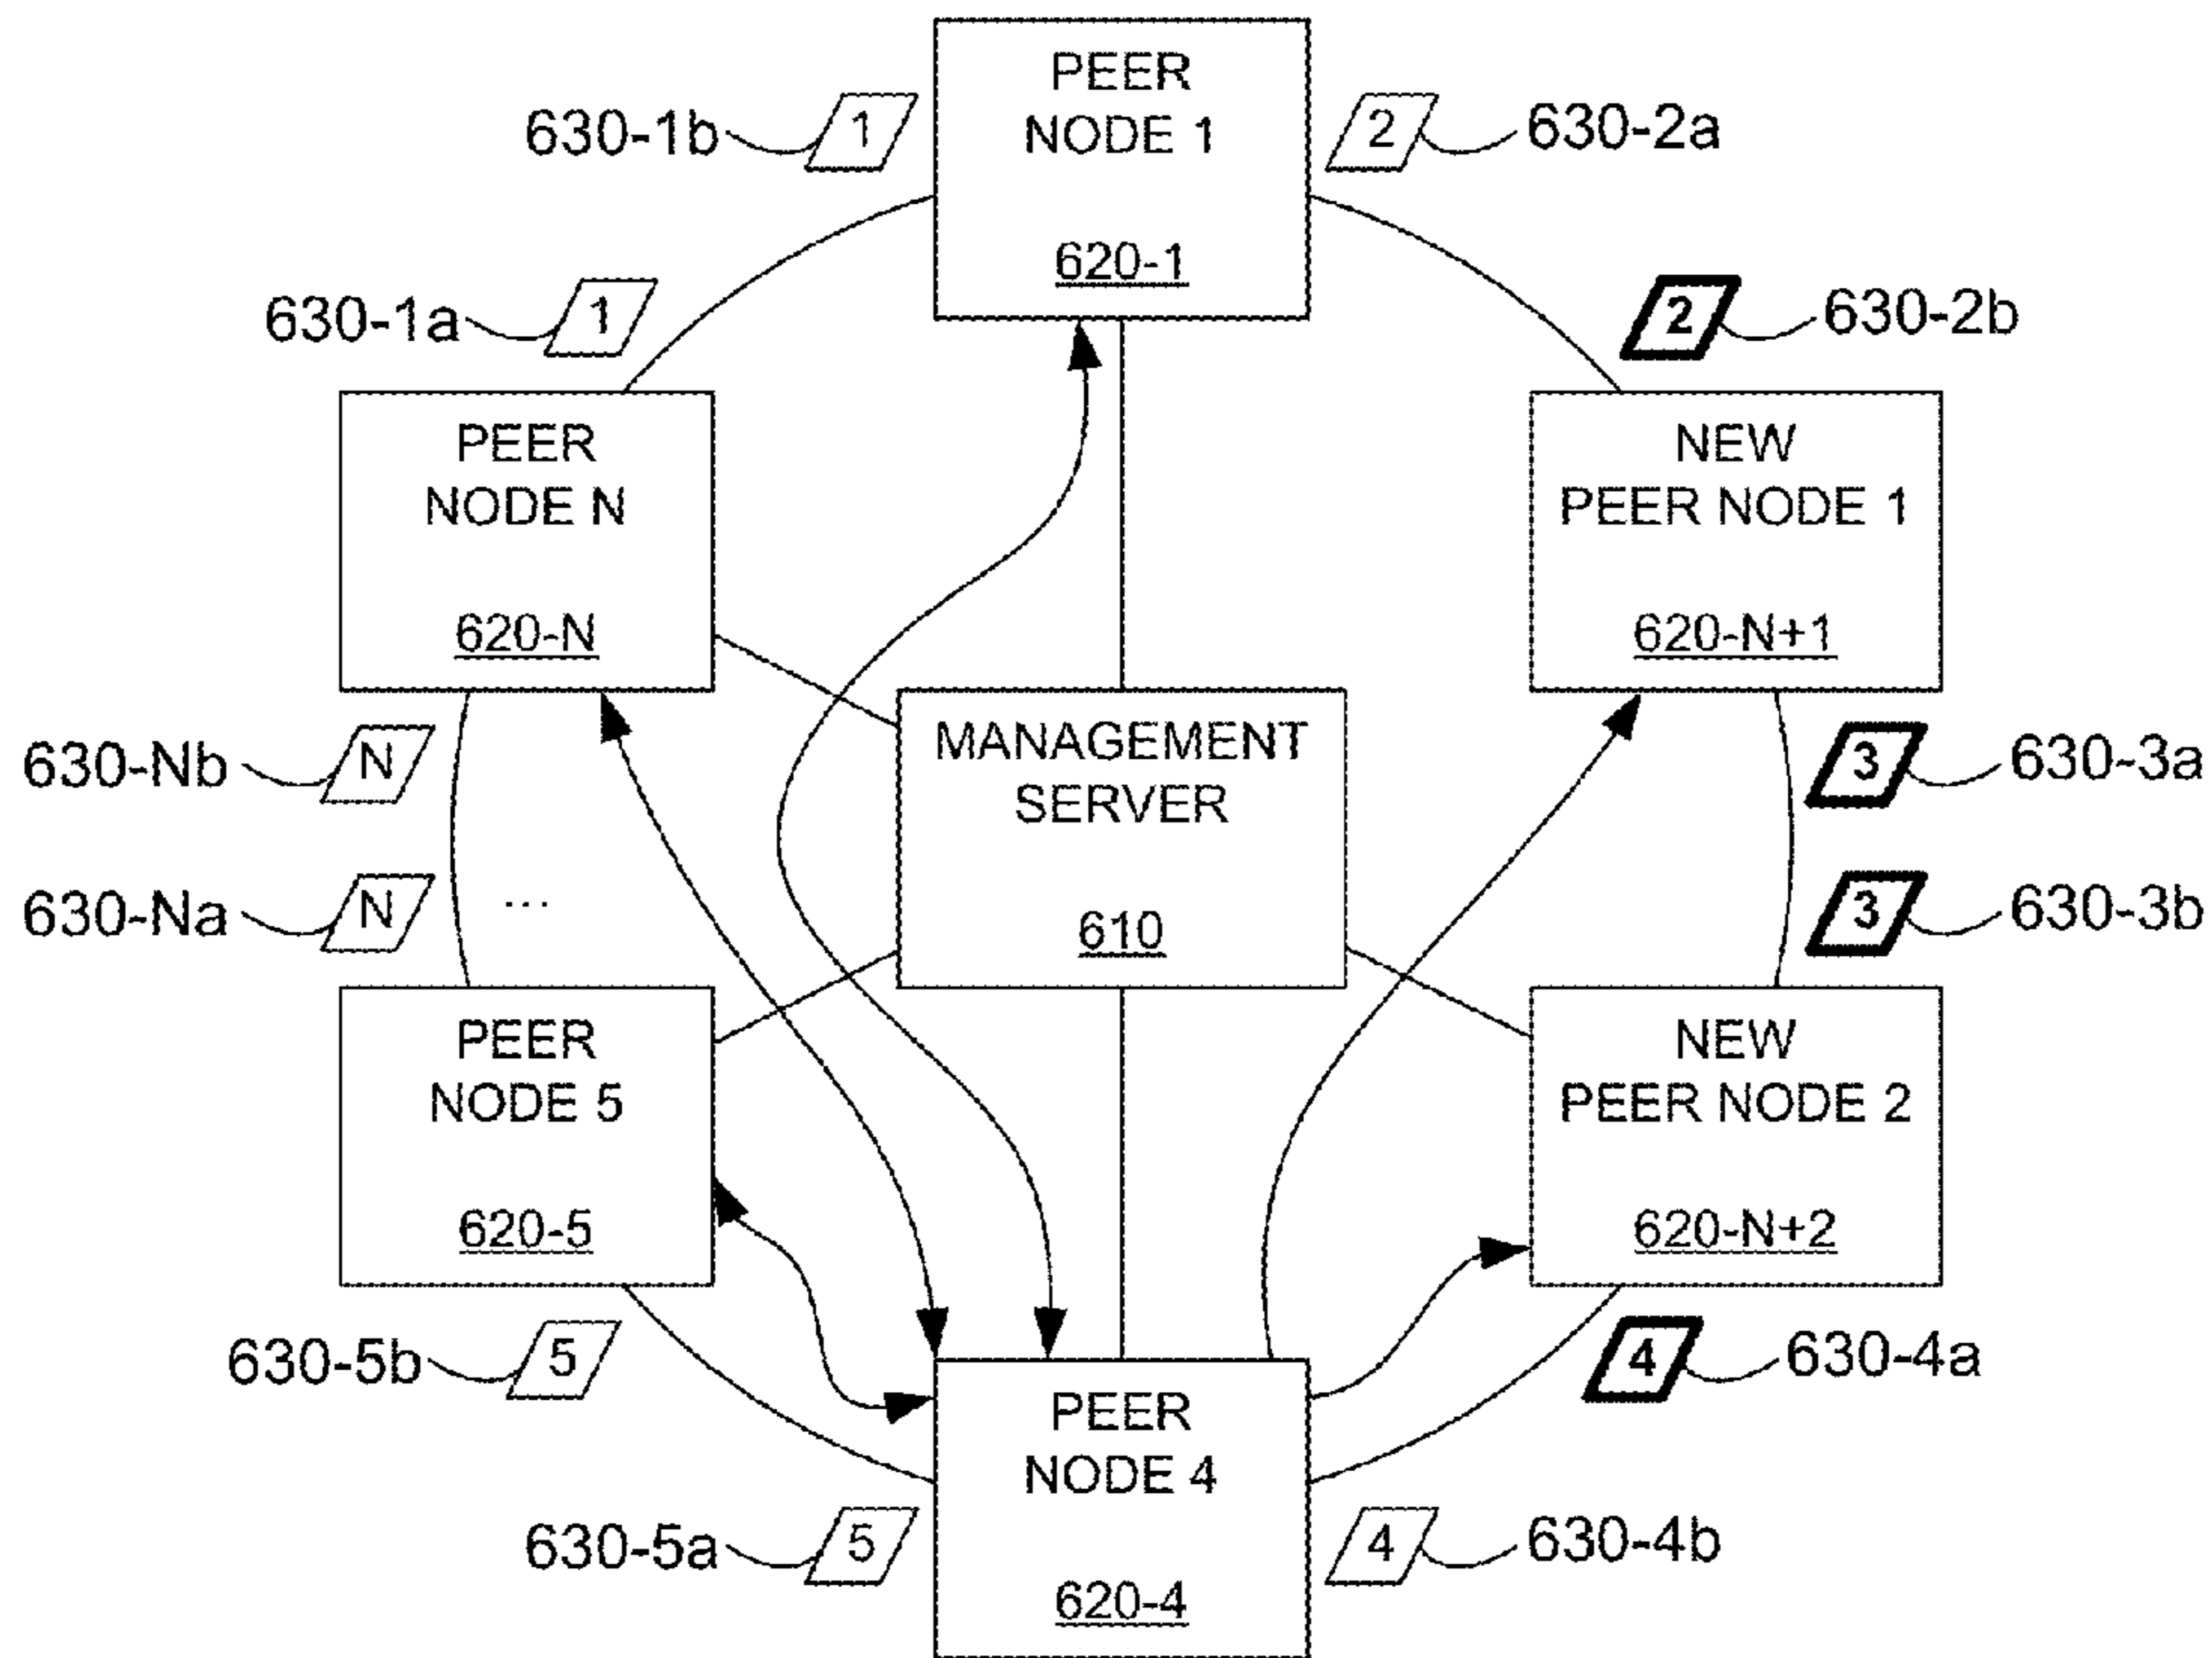 PEER
NODE 1
620-1
630-1b
1
2
630-2a
630-1a
1
2
630-2b
PEER
NODE N
620-N
NEW
PEER NODE 1
620-N+1
630-Nb
N
MANAGEMENT
SERVER
610
3
630-3a
630-Na
N
...
3
630-3b
PEER
NODE 5
620-5
NEW
PEER NODE 2
620-N+2
630-5b
5
4
630-4a
PEER
NODE 4
620-4
630-5a
5
4
630-4b